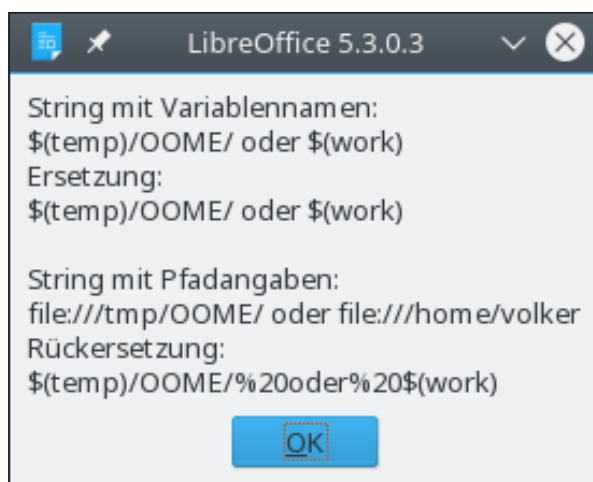 LibreOffice 5.3.0.3
String mit Variablennamen:
$(temp)/OOME/ oder $(work)
Ersetzung:
$(temp)/OOME/ oder $(work)
String mit Pfadangaben:
file:///tmp/OOME/ oder file:///home/volker
Rückersetzung:
$(temp)/OOME/%20oder%20$(work)
OK